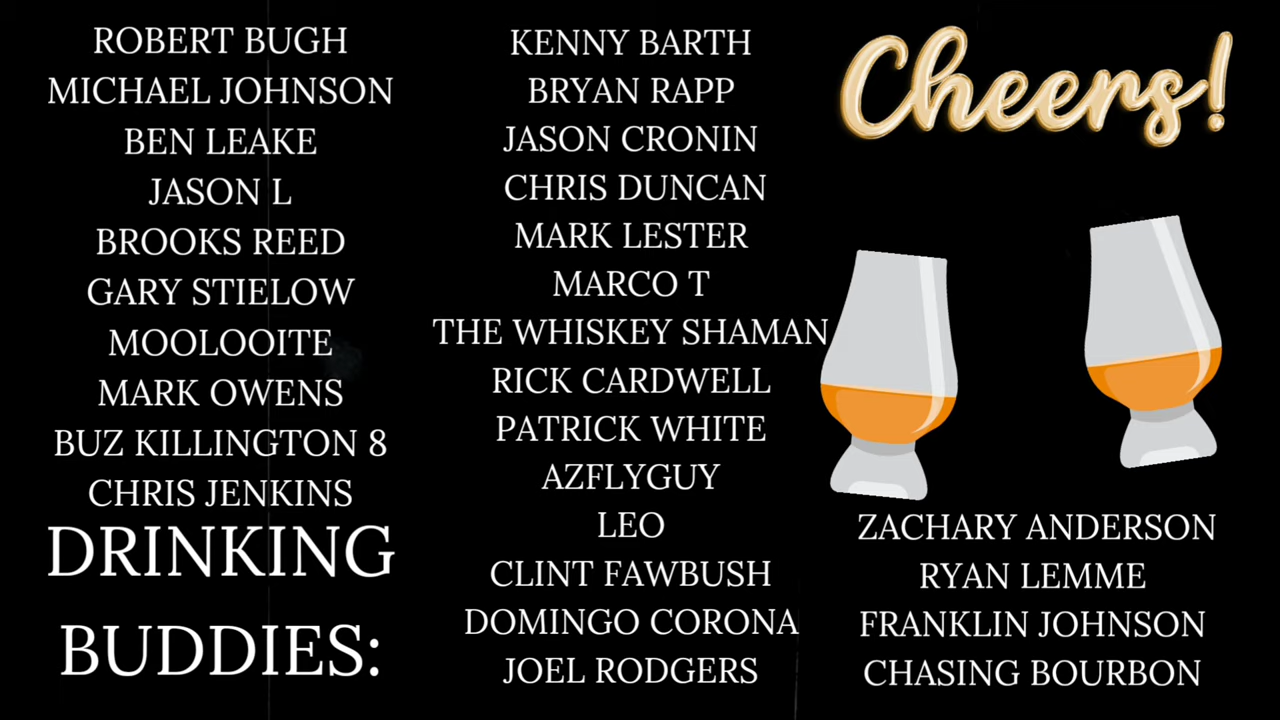 ROBERT BUGH
MICHAEL JOHNSON
BEN LEAKE
JASON L
BROOKS REED
GARY STIELOW
MOOLOOITE
MARK OWENS
BUZ KILLINGTON 8
CHRIS JENKINS
DRINKING
BUDDIES:
KENNY BARTH
BRYAN RAPP
JASON CRONIN
CHRIS DUNCAN
MARK LESTER
MARCO T
THE WHISKEY SHAMAN
RICK CARDWELL
PATRICK WHITE
AZFLYGUY
LEO
CLINT FAWBUSH
DOMINGO CORONA
JOEL RODGERS
Cheers!
ZACHARY ANDERSON
RYAN LEMME
FRANKLIN JOHNSON
CHASING BOURBON